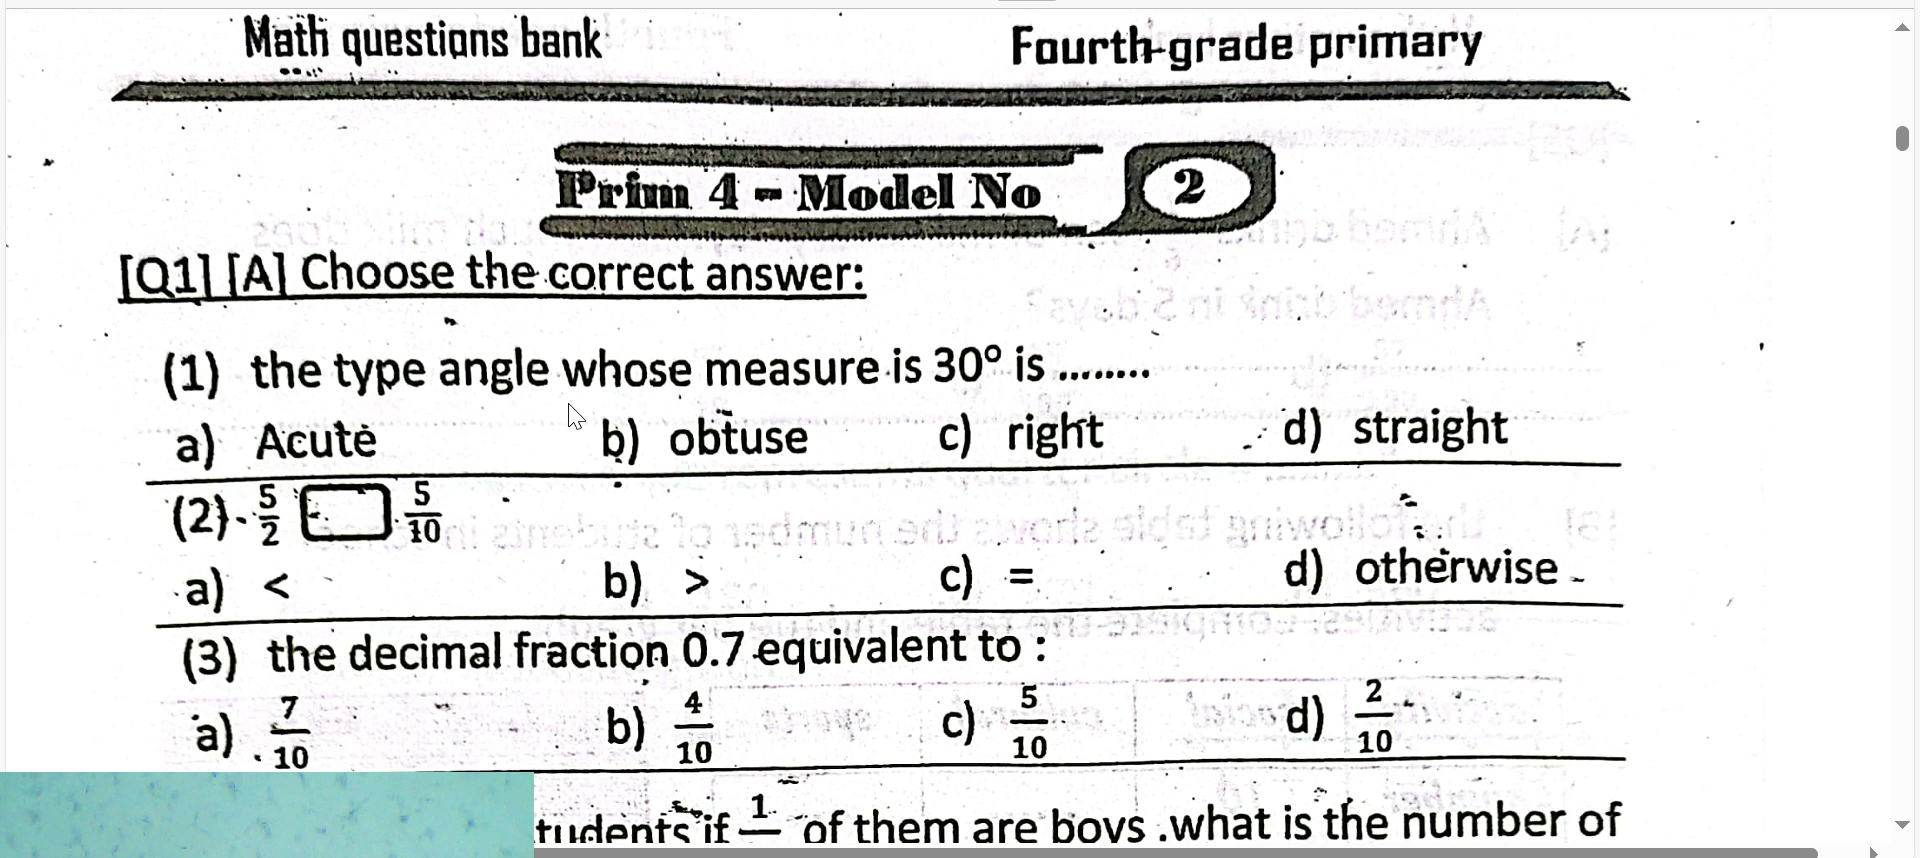 Math questions bank Fourth-grade primary
Prim 4 - Model No 2
[Q1] [A] Choose the correct answer:
(1) the type angle whose measure is 30° is ........
a) Acute b) obtuse c) right d) straight
(2) 5/2 5/10
a) < b) > c) = d) otherwise
(3) the decimal fraction 0.7 equivalent to :
a) 7/10 b) 4/10 c) 5/10 d) 2/10
if of them are boys .what is the number of